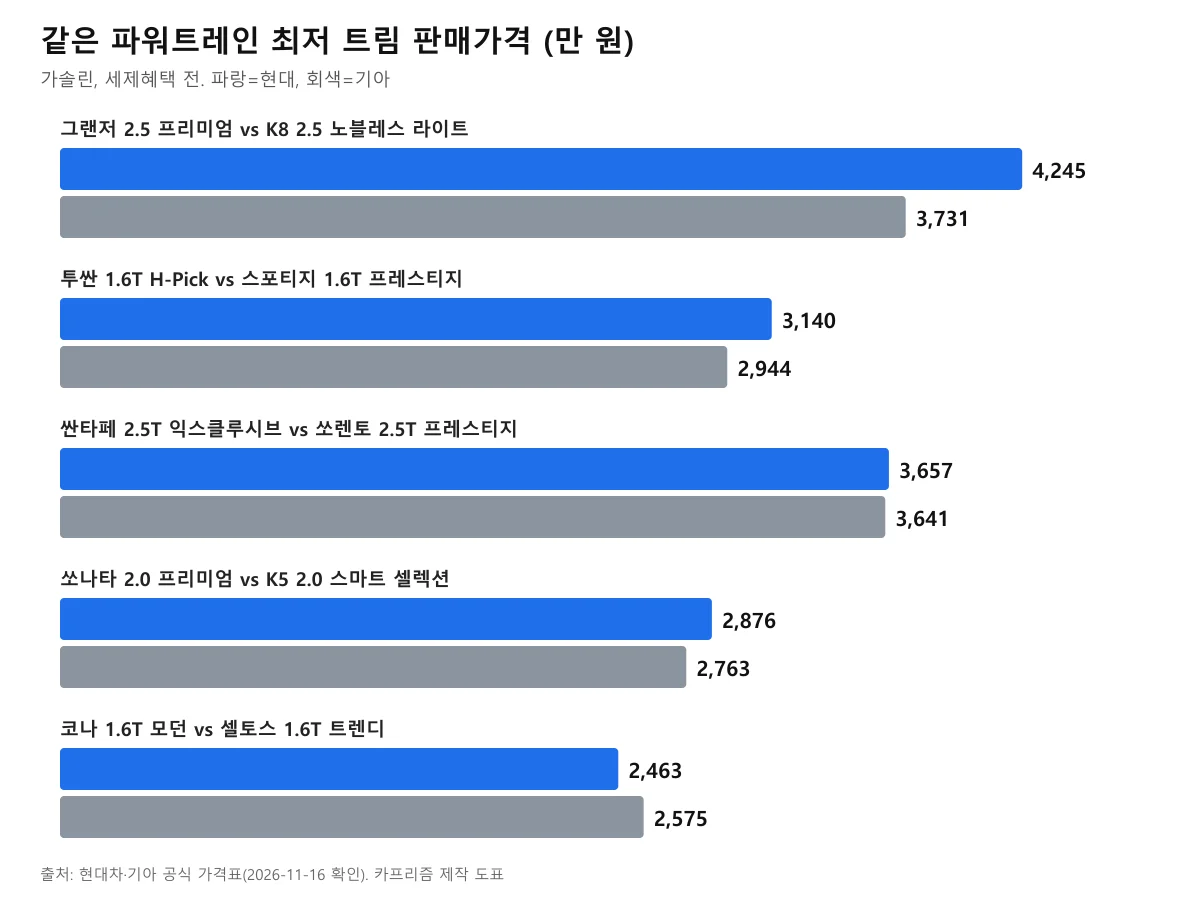 같은 파워트레인 최저 트림 판매가격 (만 원)
가솔린, 세제혜택 전. 파랑=현대, 회색=기아
그랜저 2.5 프리미엄 vs K8 2.5 노블레스 라이트
4,245
3,731
투싼 1.6T H-Pick vs 스포티지 1.6T 프레스티지
3,140
2,944
싼타페 2.5T 익스클루시브 vs 쏘렌토 2.5T 프레스티지
3,657
3,641
쏘나타 2.0 프리미엄 vs K5 2.0 스마트 셀렉션
2,876
2,763
코나 1.6T 모던 vs 셀토스 1.6T 트렌디
2,463
2,575
출처: 현대차·기아 공식 가격표(2026-11-16 확인). 카프리즘 제작 도표